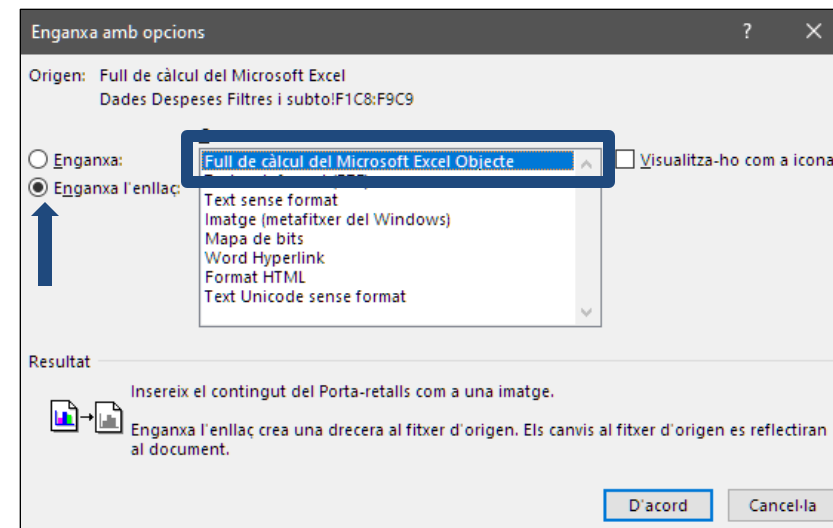 Enganxa amb opcions ?
Origen: Full de càlcul del Microsoft Excel
Dades Despeses Filtres i subto!F1C8:F9C9
Enganxa:
Enganxa l'enllaç:
Full de càlcul del Microsoft Excel Objecte
Text sense format
Imatge (metafitxer del Windows)
Mapa de bits
Word Hyperlink
Format HTML
Text Unicode sense format
Visualitza-ho com a icona
Resultat
Insereix el contingut del Porta-retalls com a una imatge.
Enganxa l'enllaç crea una drecera al fitxer d'origen. Els canvis al fitxer d'origen es reflectiran
al document.
D'acord
Cancel·la